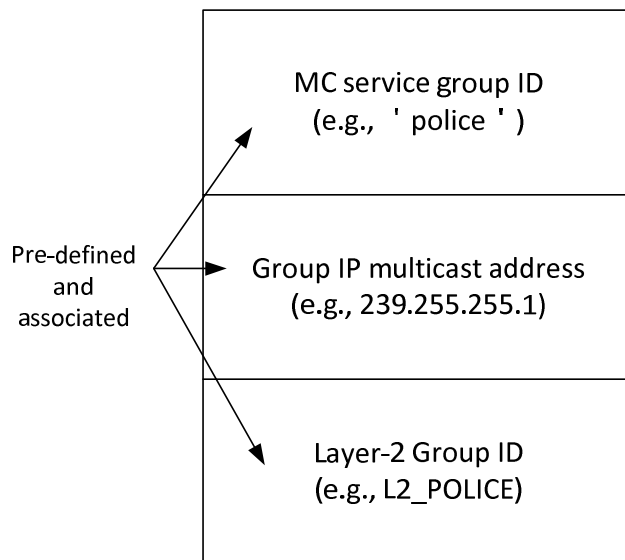 MC service group ID
(e.g., ' police ' )
Pre-defined
and
associated
Group IP multicast address
(e.g., 239.255.255.1)
Layer-2 Group ID
(e.g., L2_POLICE)